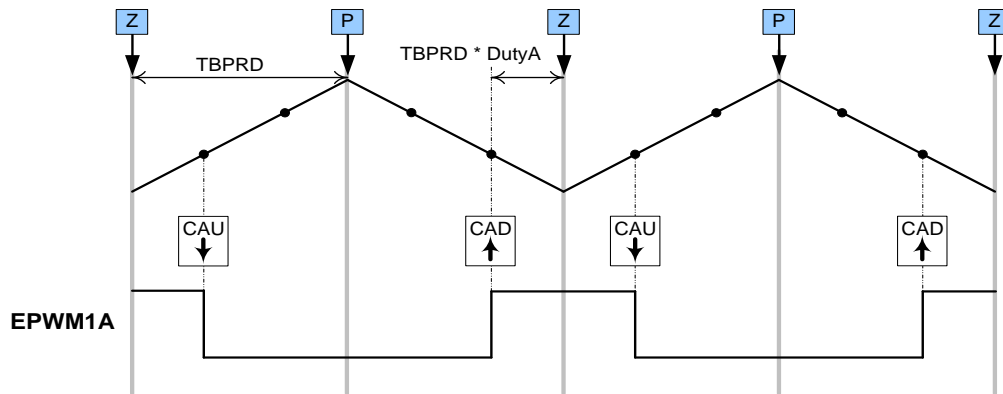 Z P Z P Z
TBPRD TBPRD * DutyA
CAU CAD CAU CAD
EPWM1A